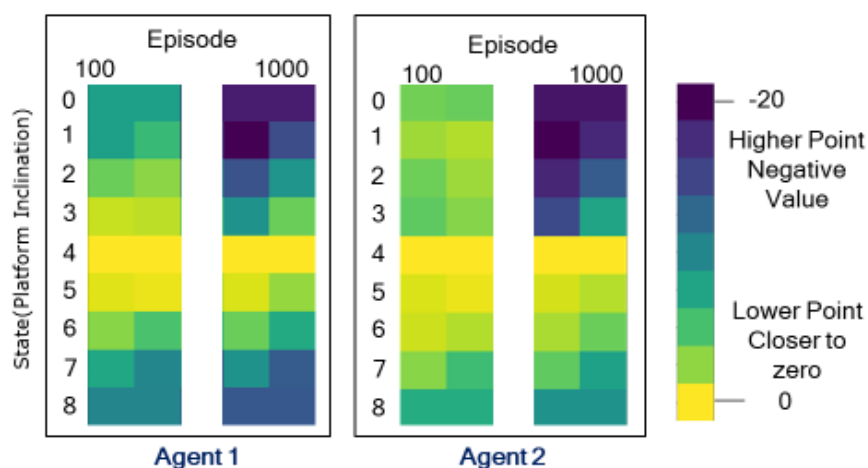 Episode
100 1000
Episode
100 1000
State(Platform Inclination)
0
1
2
3
4
5
6
7
8
0
1
2
3
4
5
6
7
8
-20
Higher Point
Negative
Value
Lower Point
Closer to
zero
0
Agent 1
Agent 2